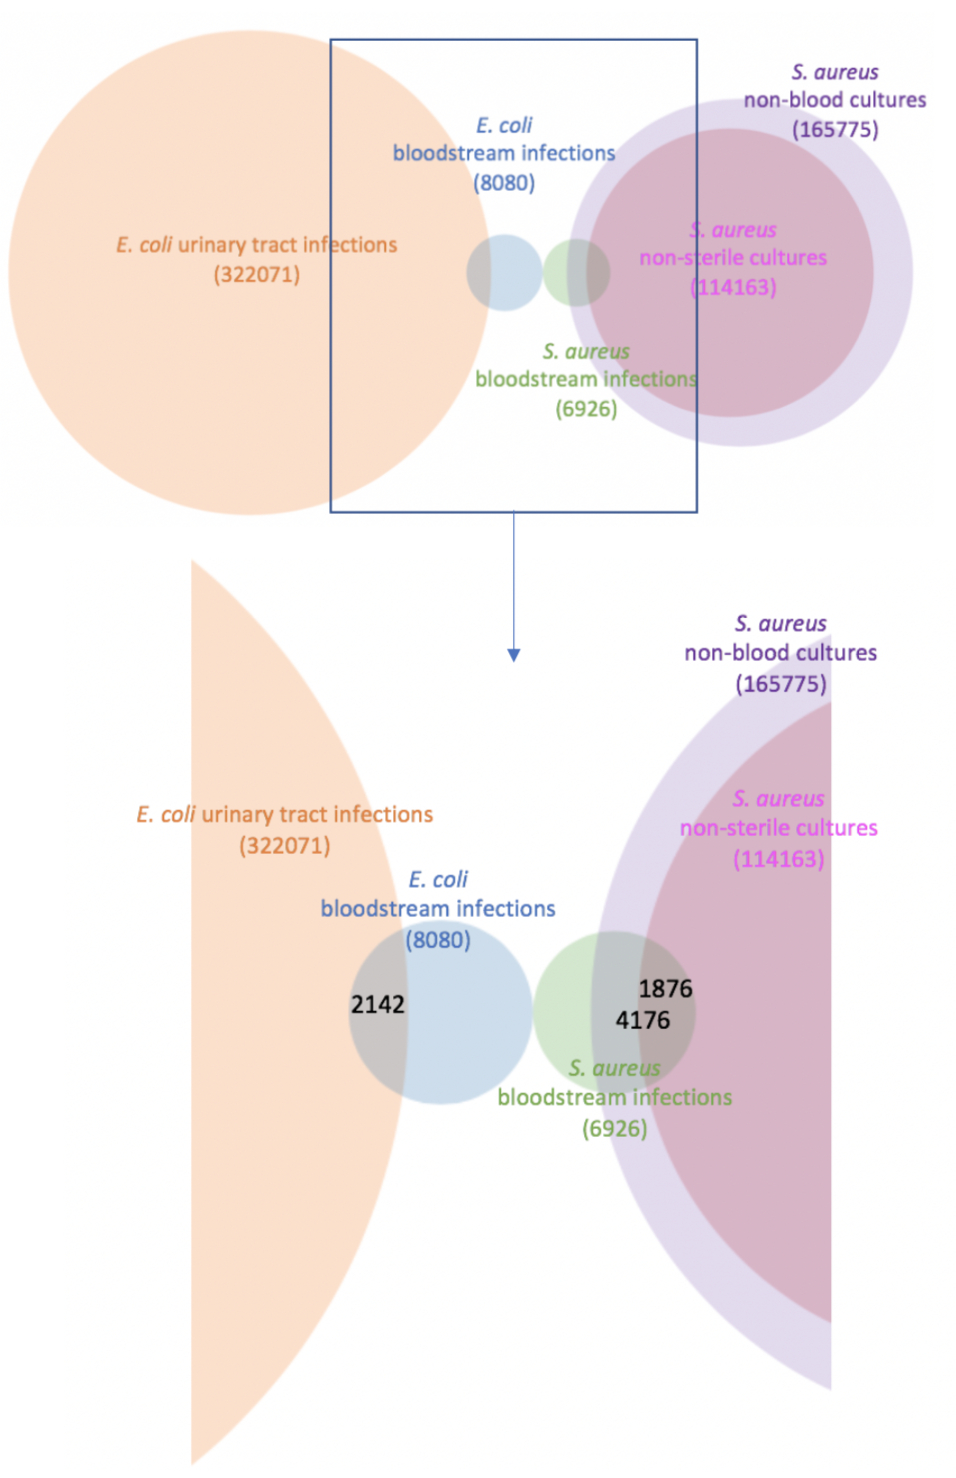 S. aureus
non-blood cultures
(165775)
E. coli
bloodstream infections
(8080)
E. coli urinary tract infections
(322071)
S. aureus
non-sterile cultures
(114163)
S. aureus
bloodstream infections
(6926)
S. aureus
non-blood cultures
(165775)
E. coli urinary tract infections
(322071)
S. aureus
non-sterile cultures
(114163)
E. coli
bloodstream infections
(8080)
2142
1876
4176
S. aureus
bloodstream infections
(6926)